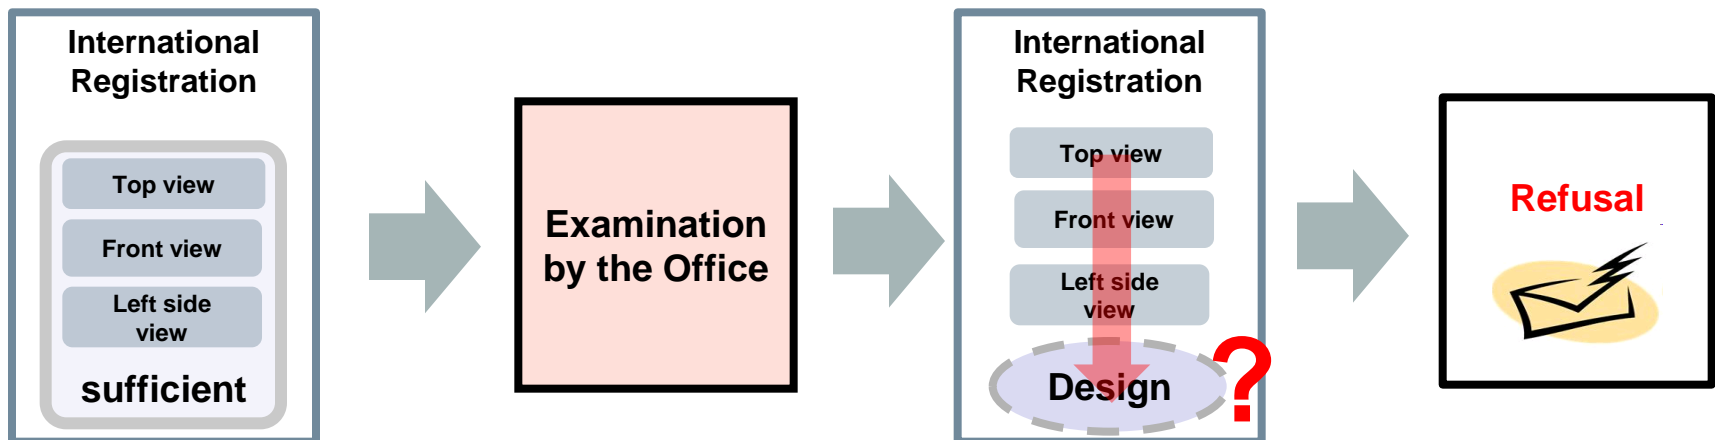 International
Registration
Top view
Front view
Left side
view
sufficient
Examination
by the Office
International
Registration
Top view
Front view
Left side
view
Design
?
Refusal